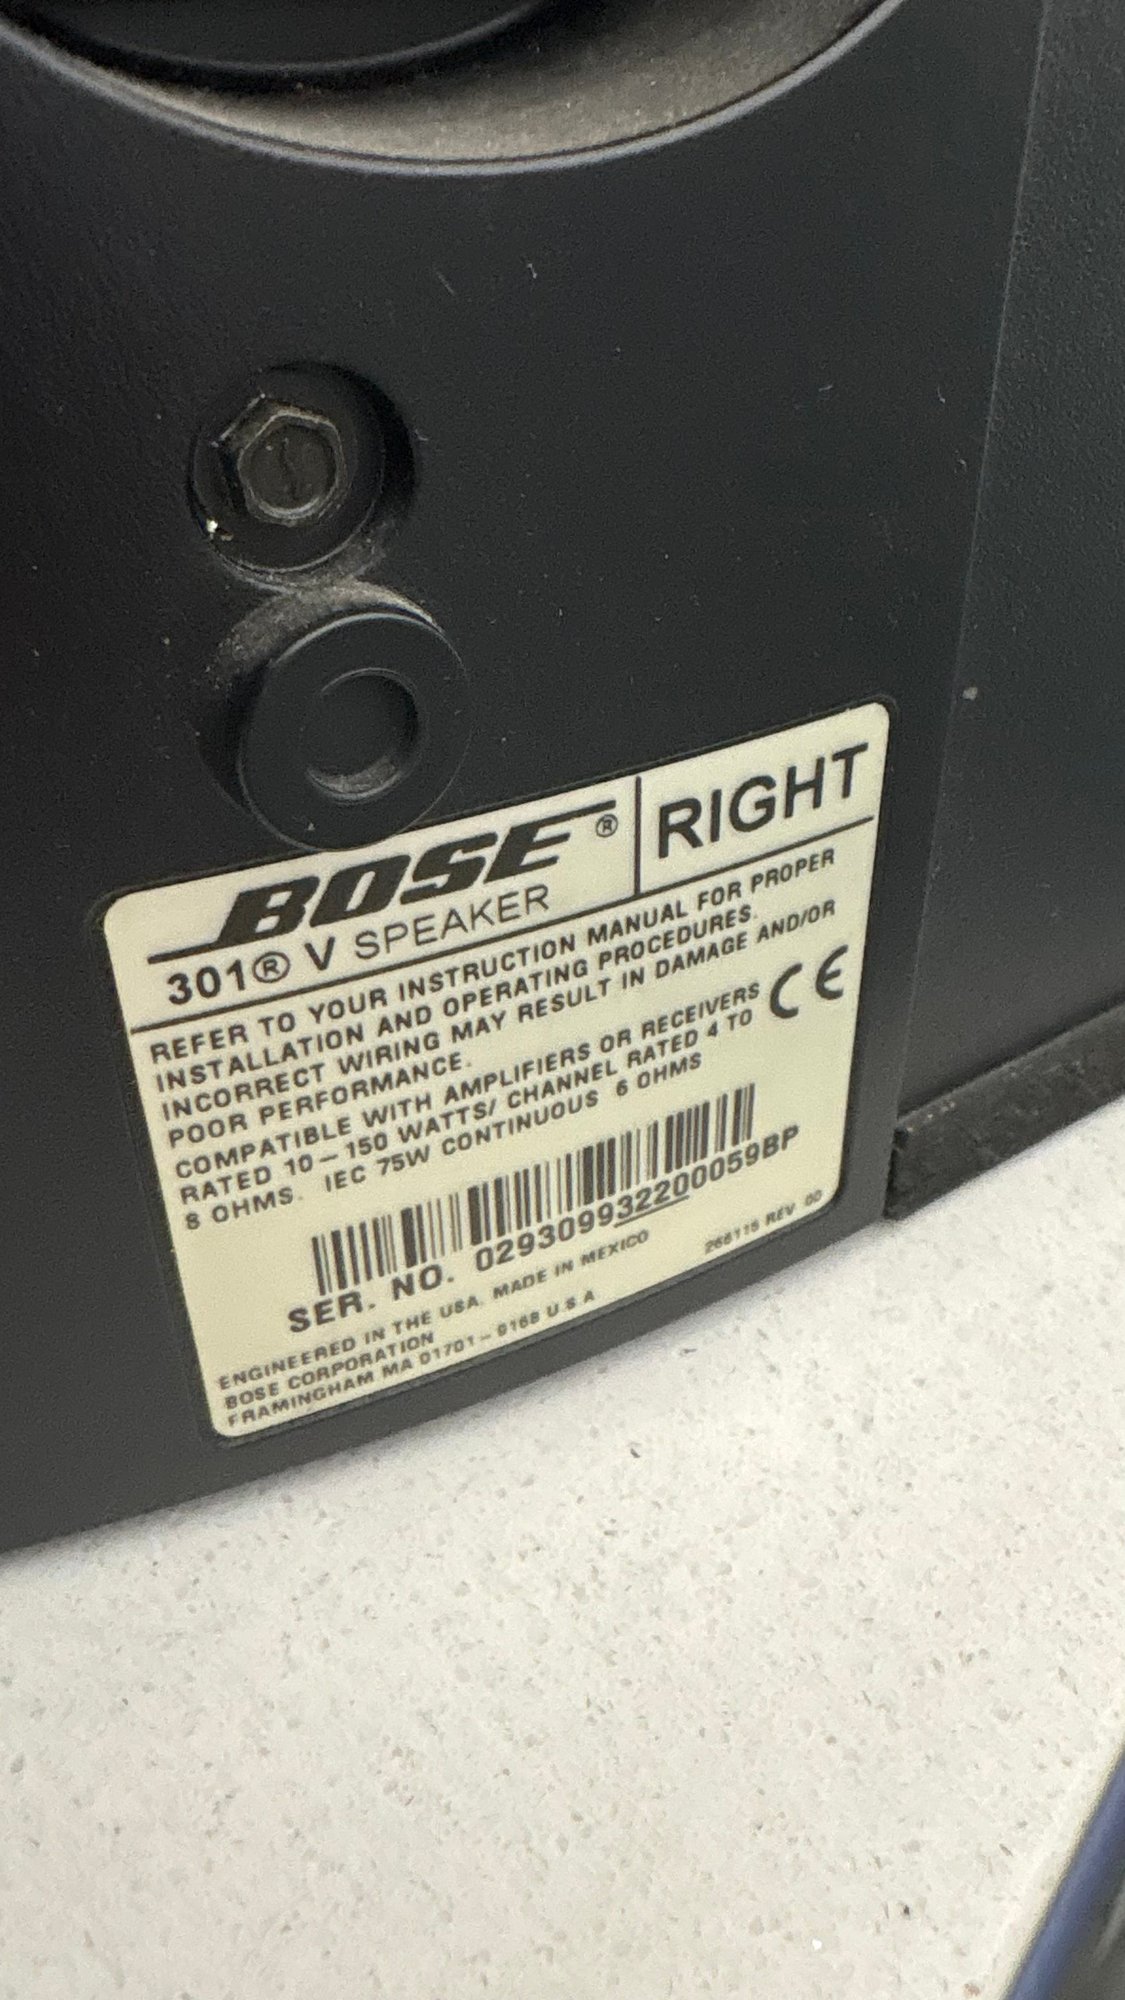 BOSE® RIGHT
301® V SPEAKER
REFER TO YOUR INSTRUCTION MANUAL FOR PROPER
INSTALLATION AND OPERATING PROCEDURES.
INCORRECT WIRING MAY RESULT IN DAMAGE AND/OR
POOR PERFORMANCE.
COMPATIBLE WITH AMPLIFIERS OR RECEIVERS
RATED 10-150 WATTS/ CHANNEL RATED 4 TO
8 OHMS. IEC 75W CONTINUOUS 6 OHMS
CE
SER. NO. 029309932200059BP
ENGINEERED IN THE USA. MADE IN MEXICO
BOSE CORPORATION
FRAMINGHAM MA 01701-9168 U.S.A
266115 REV 00